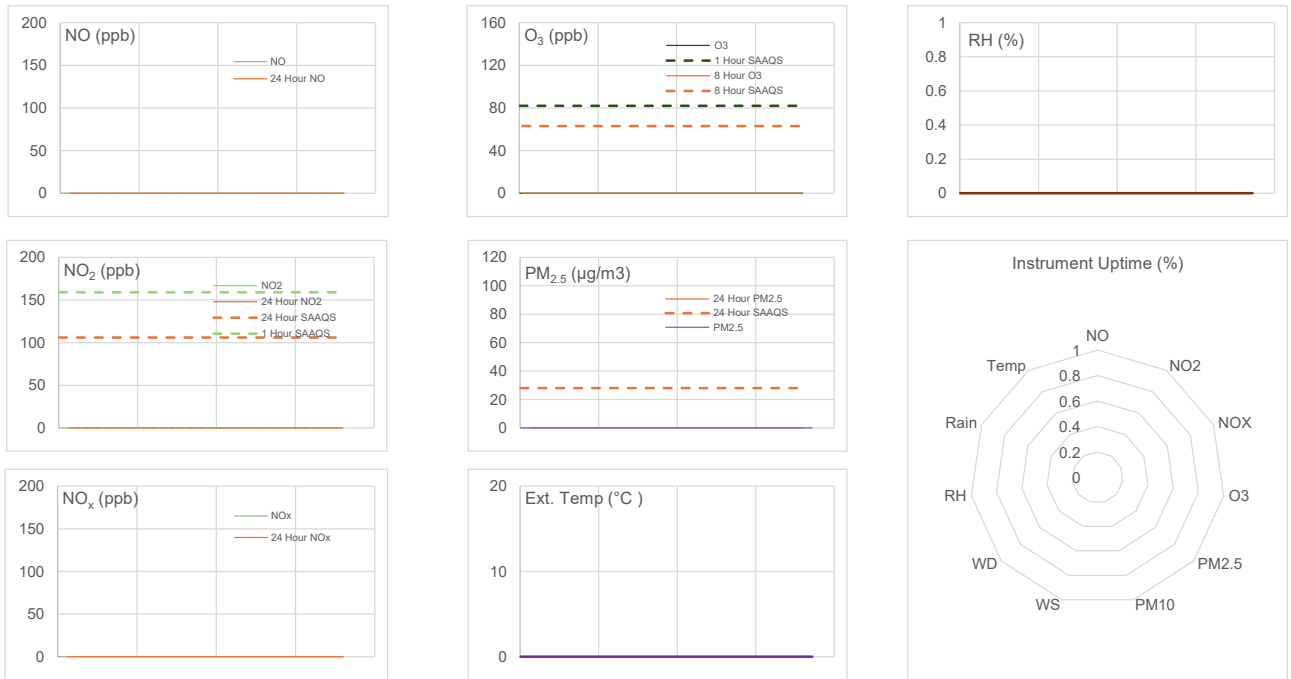 NO (ppb)
200
150
100
50
0
NO
24 Hour NO
O3 (ppb)
160
120
80
40
0
O3
1 Hour SAAQS
8 Hour O3
8 Hour SAAQS
RH (%)
1
0.8
0.6
0.4
0.2
0
NO2 (ppb)
200
150
100
50
0
NO2
24 Hour NO2
24 Hour SAAQS
1 Hour SAAQS
PM2.5 (µg/m3)
120
100
80
60
40
20
0
24 Hour PM2.5
24 Hour SAAQS
PM2.5
Instrument Uptime (%)
NO
NO2
NOX
O3
PM2.5
PM10
WS
WD
RH
Rain
Temp
1
0.8
0.6
0.4
0.2
0
NOx (ppb)
200
150
100
50
0
NOx
24 Hour NOx
Ext. Temp (°C )
20
10
0